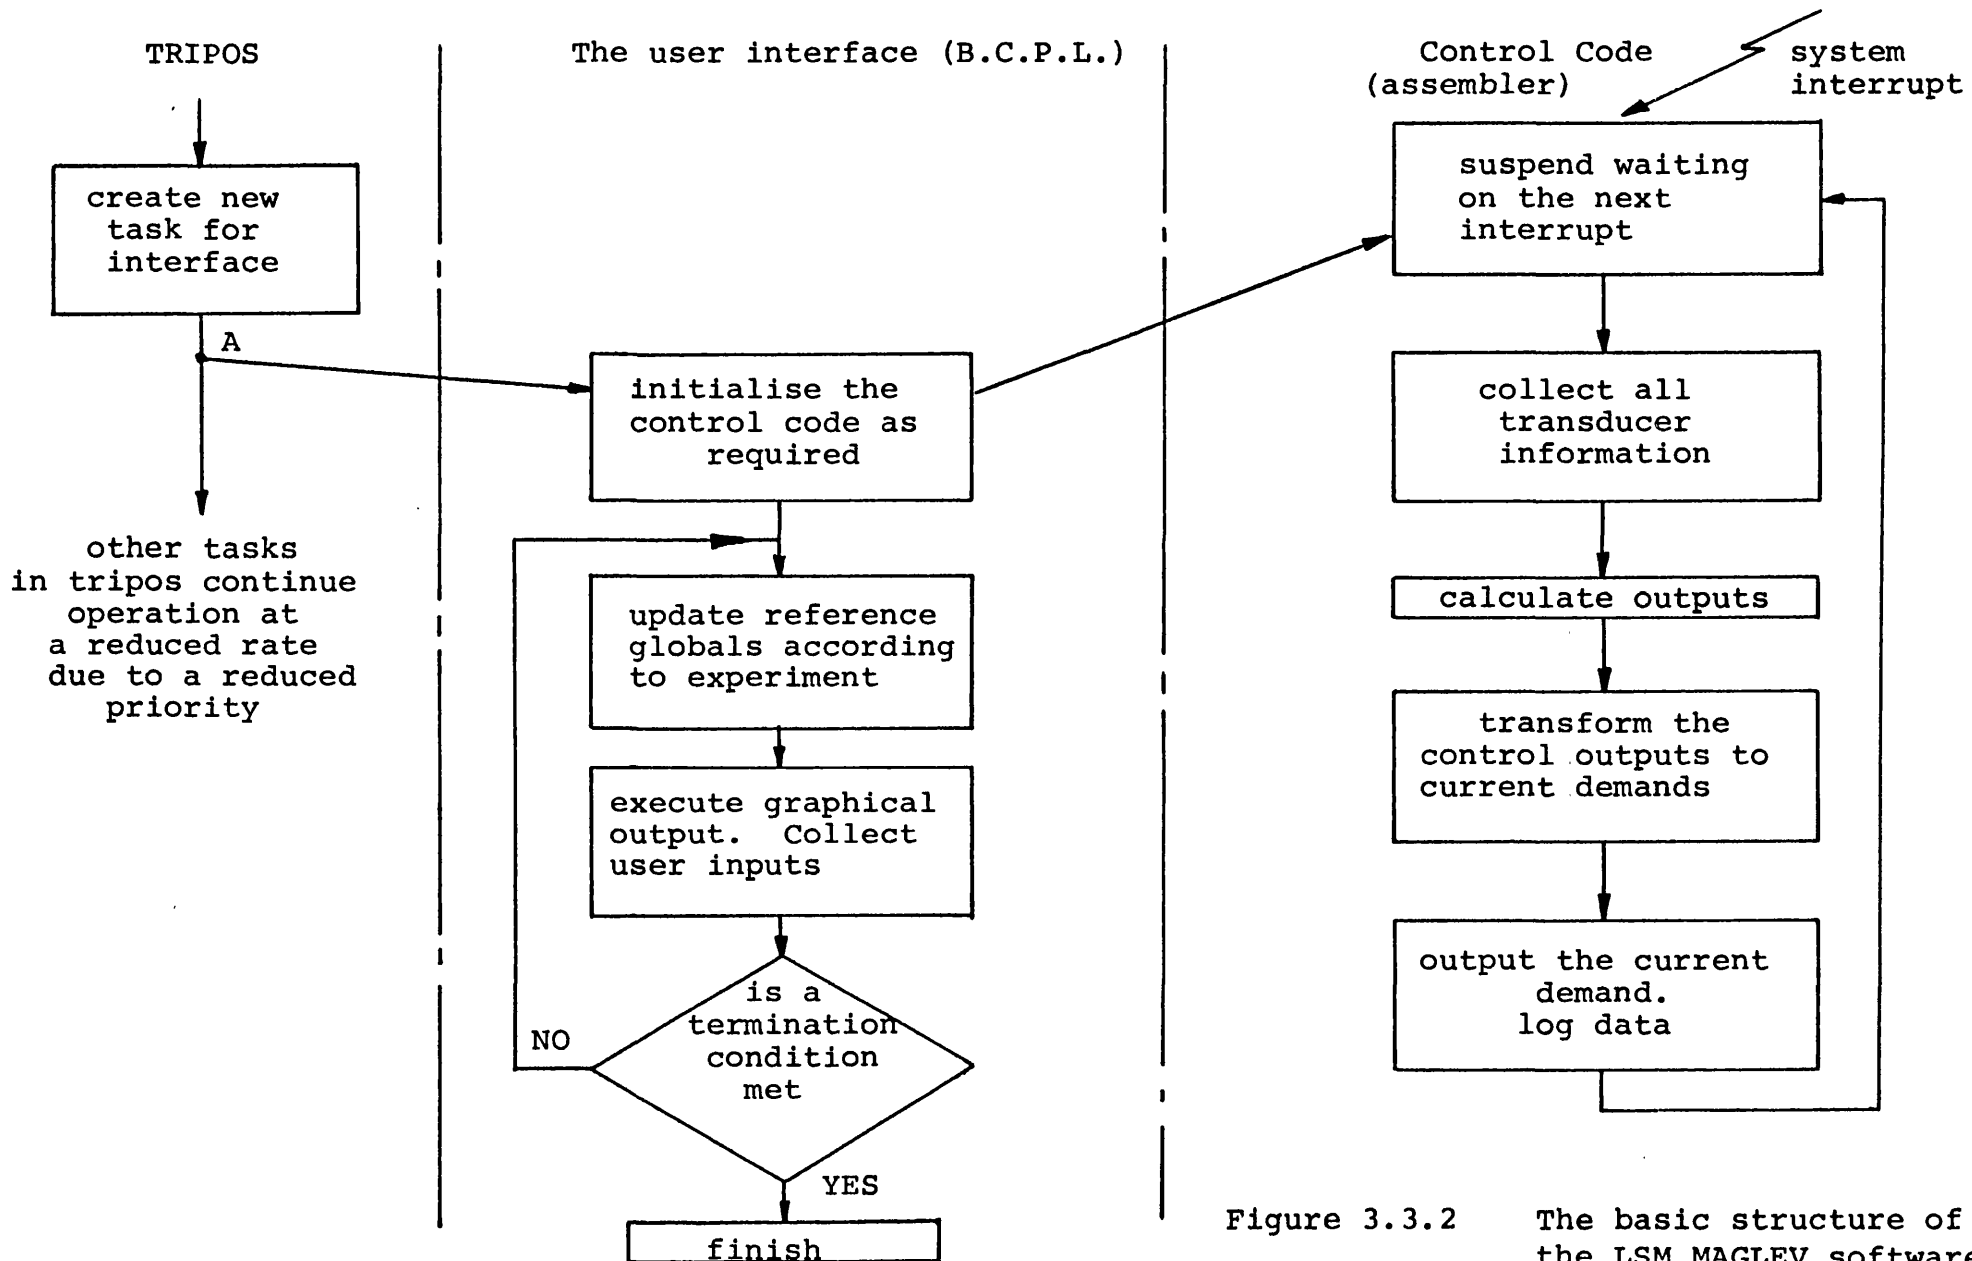 TRIPOS
create new
task for
interface
A
other tasks
in tripos continue
operation at
a reduced rate
due to a reduced
priority
The user interface (B.C.P.L.)
initialise the
control code as
required
update reference
globals according
to experiment
execute graphical
output. Collect
user inputs
is a
termination
condition
met
NO
YES
finish
Control Code
(assembler)
system
interrupt
suspend waiting
on the next
interrupt
collect all
transducer
information
calculate outputs
transform the
control outputs to
current demands
output the current
demand.
log data
Figure 3.3.2 The basic structure of
the LSM MAGLEV software